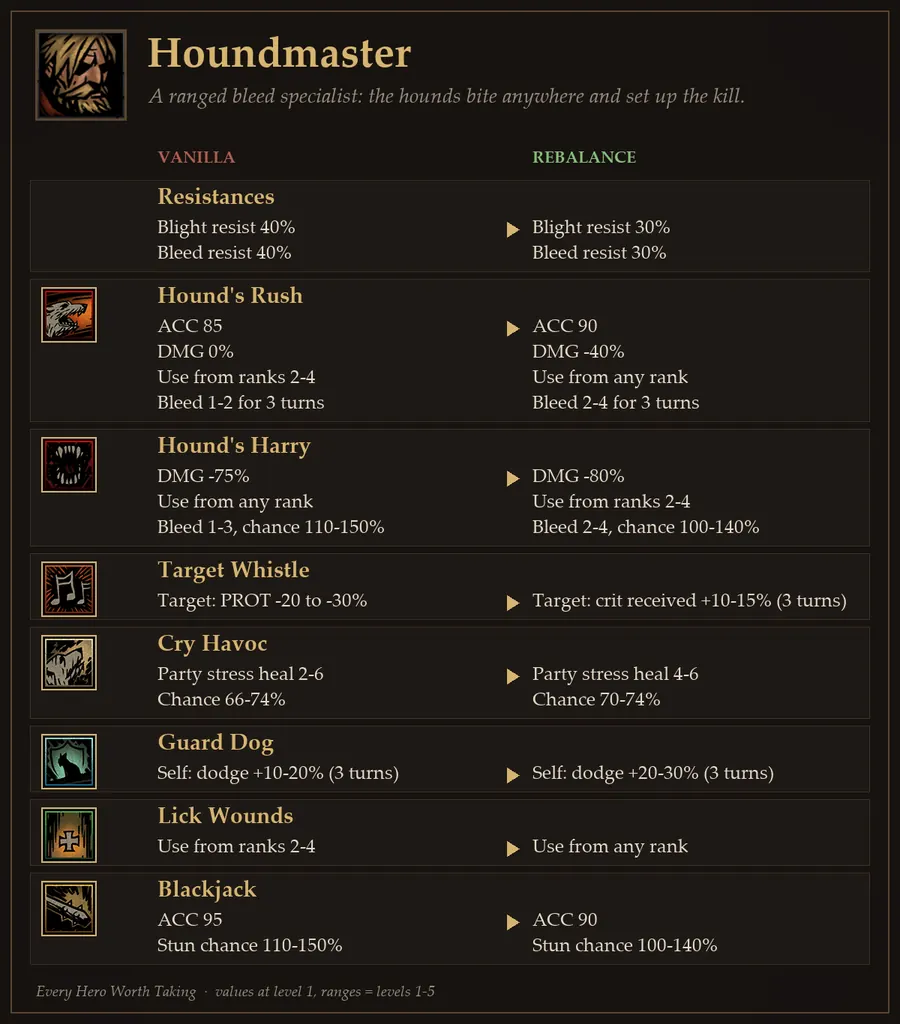 Houndmaster
A ranged bleed specialist: the hounds bite anywhere and set up the kill.
VANILLA REBALANCE
Resistances
Blight resist 40% Blight resist 30%
Bleed resist 40% Bleed resist 30%
Hound's Rush
ACC 85 ACC 90
DMG 0% DMG -40%
Use from ranks 2-4 Use from any rank
Bleed 1-2 for 3 turns Bleed 2-4 for 3 turns
Hound's Harry
DMG -75% DMG -80%
Use from any rank Use from ranks 2-4
Bleed 1-3, chance 110-150% Bleed 2-4, chance 100-140%
Target Whistle
Target: PROT -20 to -30% Target: crit received +10-15% (3 turns)
Cry Havoc
Party stress heal 2-6 Party stress heal 4-6
Chance 66-74% Chance 70-74%
Guard Dog
Self: dodge +10-20% (3 turns) Self: dodge +20-30% (3 turns)
Lick Wounds
Use from ranks 2-4 Use from any rank
Blackjack
ACC 95 ACC 90
Stun chance 110-150% Stun chance 100-140%
Every Hero Worth Taking · values at level 1, ranges = levels 1-5